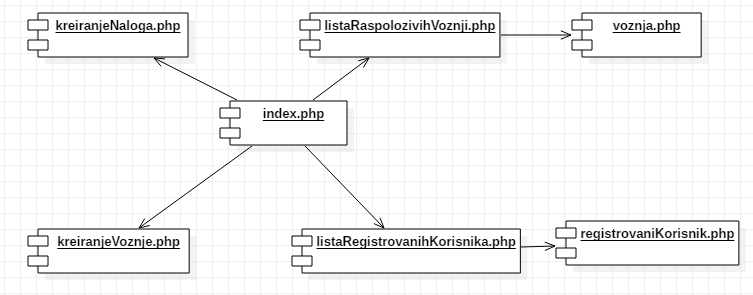 kreiranjeNaloga.php
listaRaspolozivihVoznji.php
voznja.php
index.php
kreiranjeVoznje.php
listaRegistrovanihKorisnika.php
registrovaniKorisnik.php